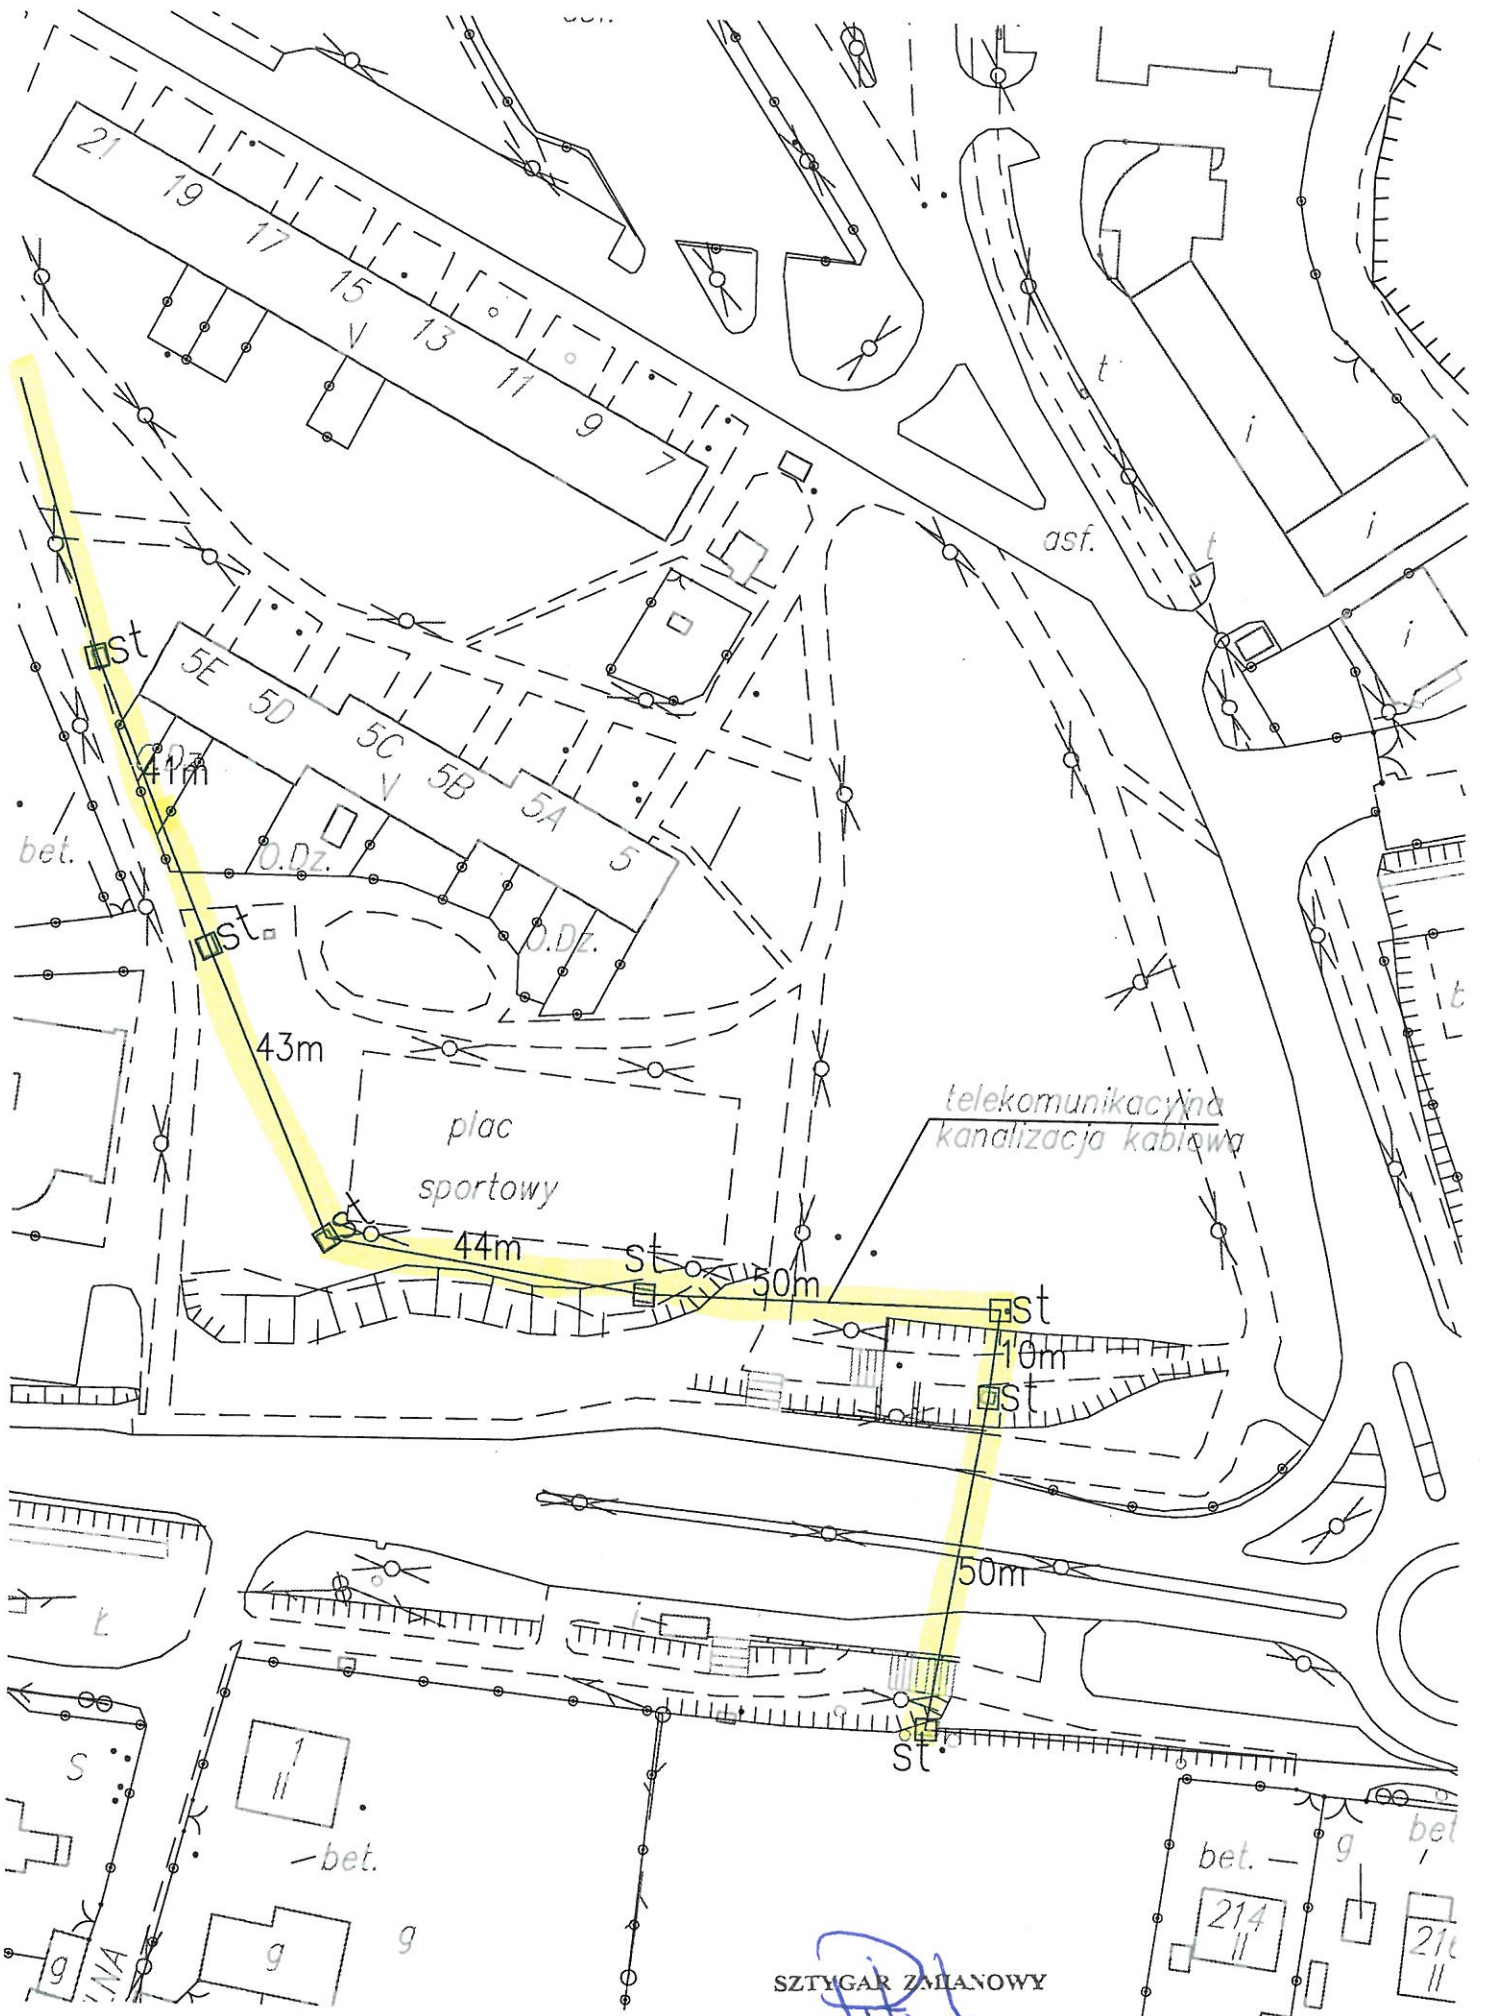 21
19
17
15
V
13
11
9
7
t
i
asf.
t
i
i
st
5E
5D
5C
V
5B
5A
5
41m
bet.
O.Dz.
st.
O.Dz.
43m
telekomunikacyjna
kanalizacja kablowa
plac
sportowy
st
44m
st
50m
st
10m
st
50m
i
st.
S
1
II
bet.
g
g
g
bet.
g
bet
214
II
II
SZTYGAR ZMIANOWY